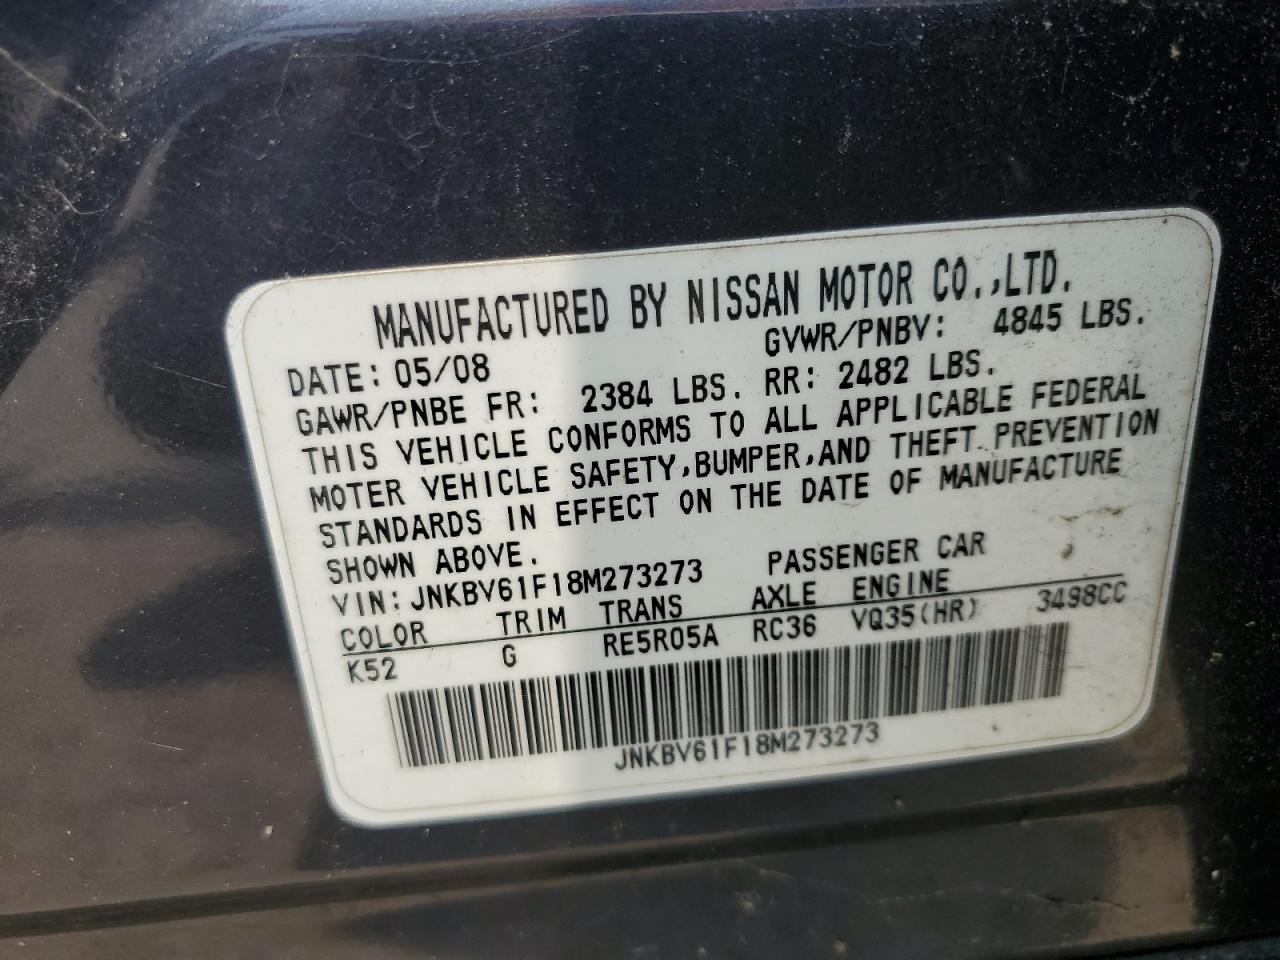 MANUFACTURED BY NISSAN MOTOR CO.,LTD.
DATE: 05/08 GVWR/PNBV: 4845 LBS.
GAWR/PNBE FR: 2384 LBS. RR: 2482 LBS.
THIS VEHICLE CONFORMS TO ALL APPLICABLE FEDERAL
MOTER VEHICLE SAFETY,BUMPER,AND THEFT PREVENTION
STANDARDS IN EFFECT ON THE DATE OF MANUFACTURE
SHOWN ABOVE.
VIN: JNKBV61F18M273273 PASSENGER CAR
COLOR TRIM TRANS AXLE ENGINE
K52 G RE5R05A RC36 VQ35(HR) 3498CC
JNKBV61F18M273273